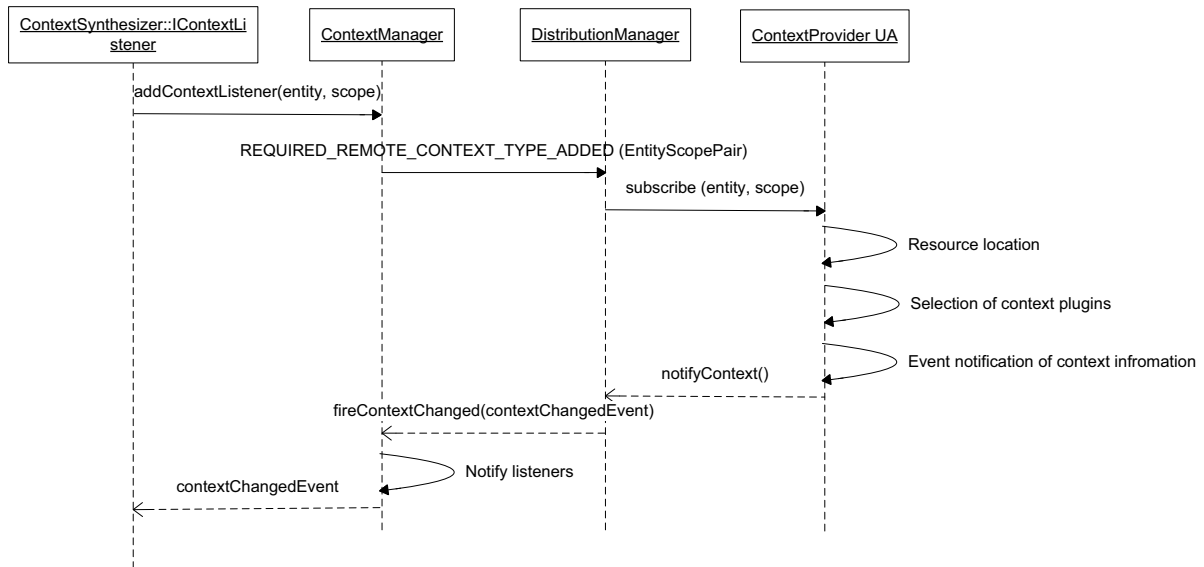 ContextSynthesizer::IContextLi
stener
ContextManager
DistributionManager
ContextProvider UA
addContextListener(entity, scope)
REQUIRED_REMOTE_CONTEXT_TYPE_ADDED (EntityScopePair)
subscribe (entity, scope)
Resource location
Selection of context plugins
Event notification of context infromation
notifyContext()
fireContextChanged(contextChangedEvent)
Notify listeners
contextChangedEvent